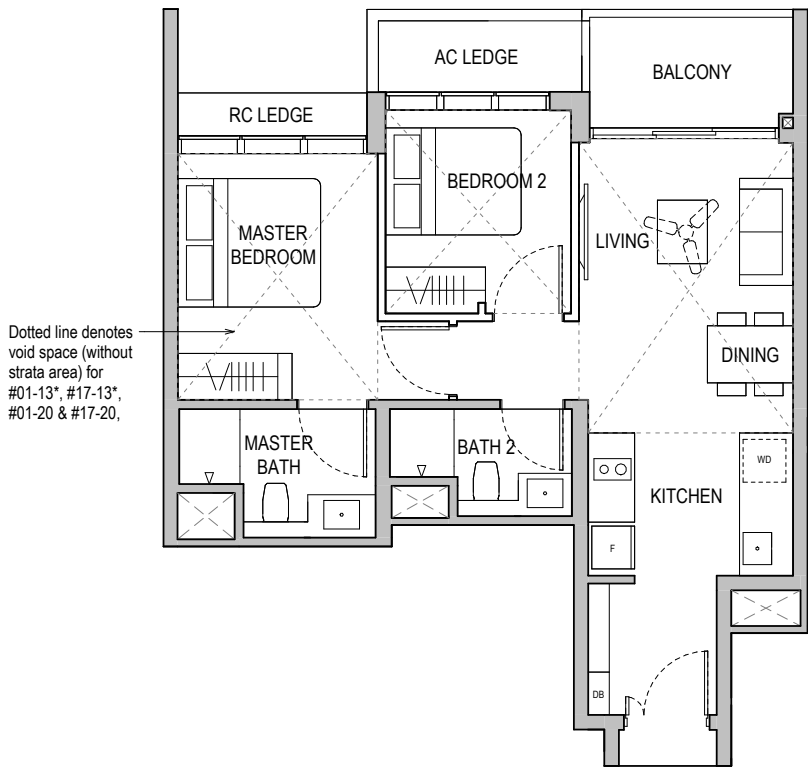 AC LEDGE
BALCONY
RC LEDGE
BEDROOM 2
MASTER
BEDROOM
LIVING
Dotted line denotes
void space (without
strata area) for
#01-13*, #17-13*,
#01-20 & #17-20,
DINING
MASTER
BATH
BATH 2
WD
KITCHEN
F
DB